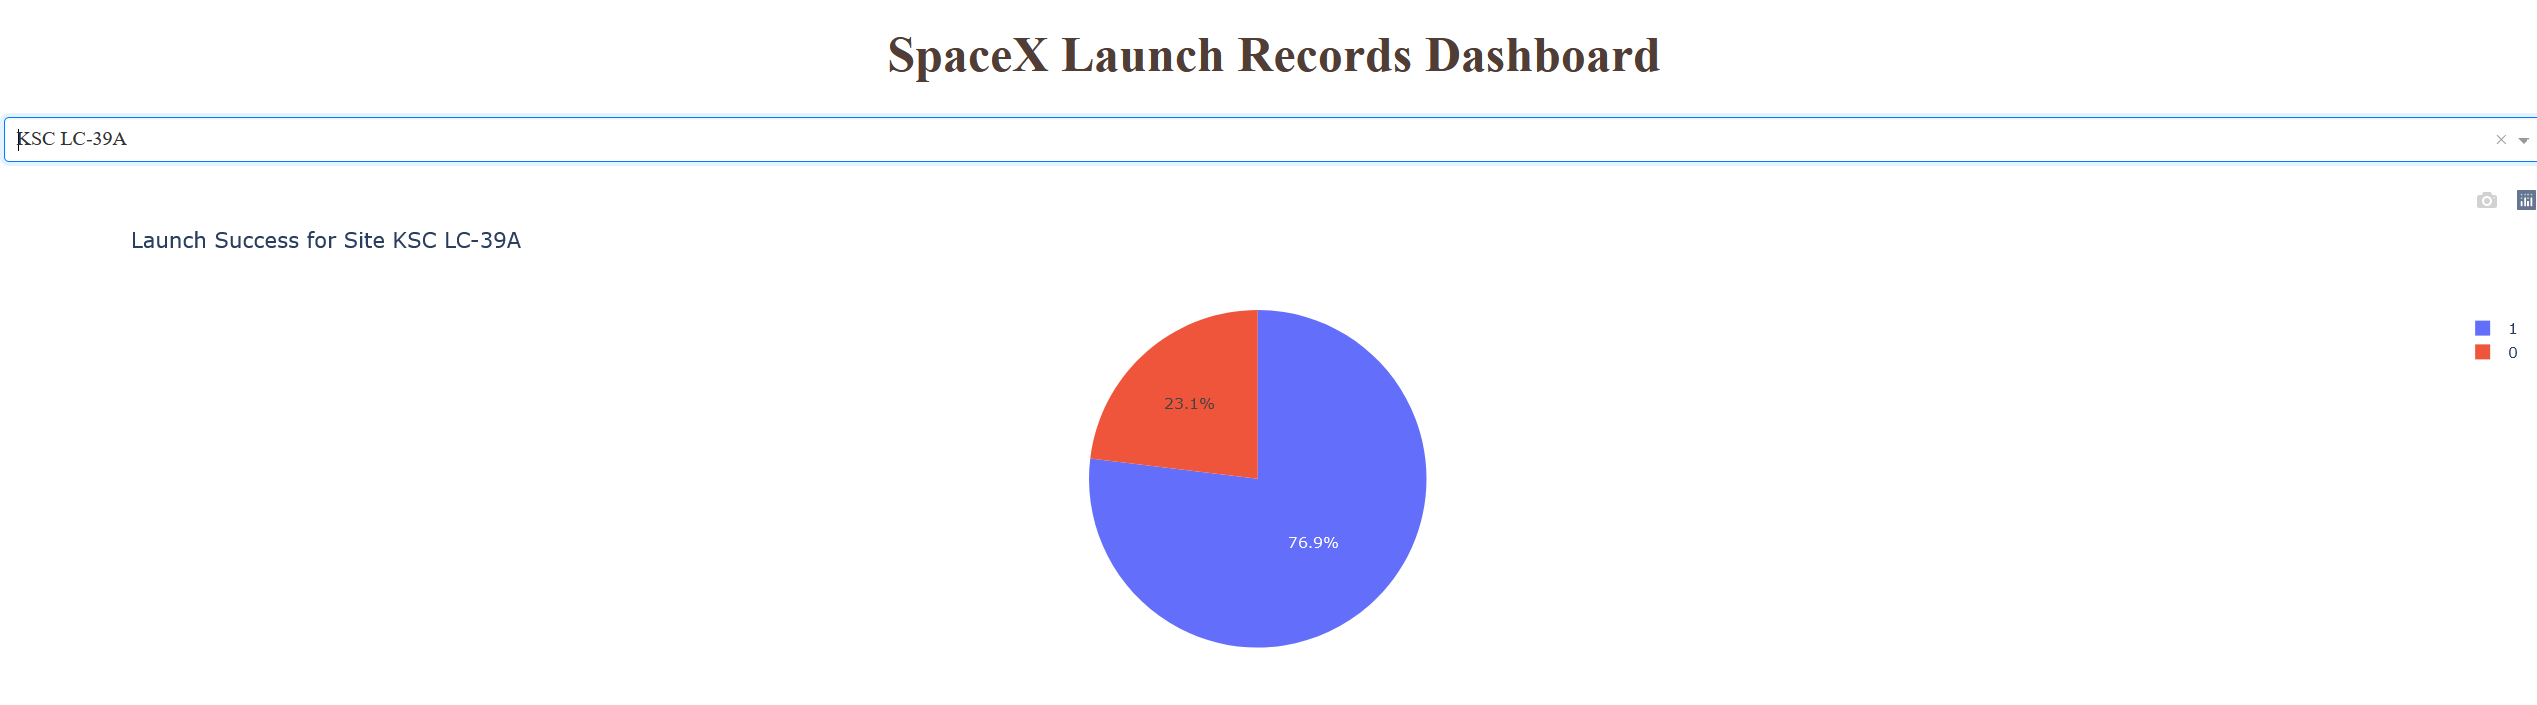 SpaceX Launch Records Dashboard
KSC LC-39A
Launch Success for Site KSC LC-39A
1
0
23.1%
76.9%